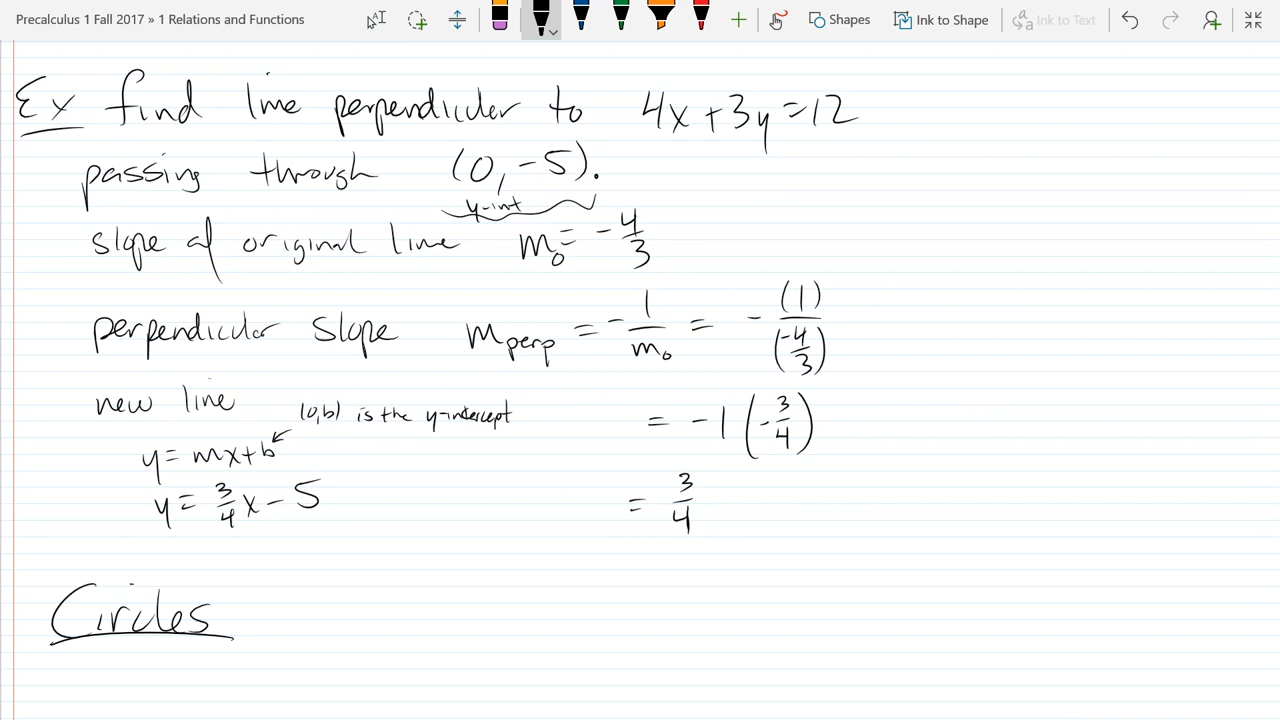 Precalculus 1 Fall 2017 » 1 Relations and Functions
Shapes
Ink to Shape
Ink to Text
Ex find line perpendicular to 4x+3y=12
passing through (0,-5).
y-int
slope of original line m₀ = -4/3
perpendicular slope m_perp = -1/m₀ = -(1)/(-4/3)
new line
(0,b) is the y-intercept
= -1(-3/4)
y = mx+b
y = 3/4 x - 5
= 3/4
Circles